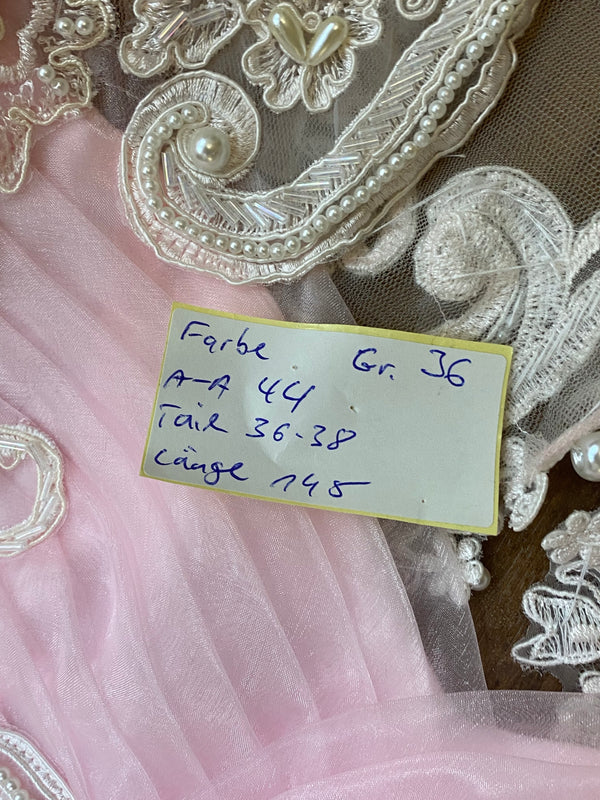 Farbe Gr. 36
A-A 44
Tail 36-38
Länge 145